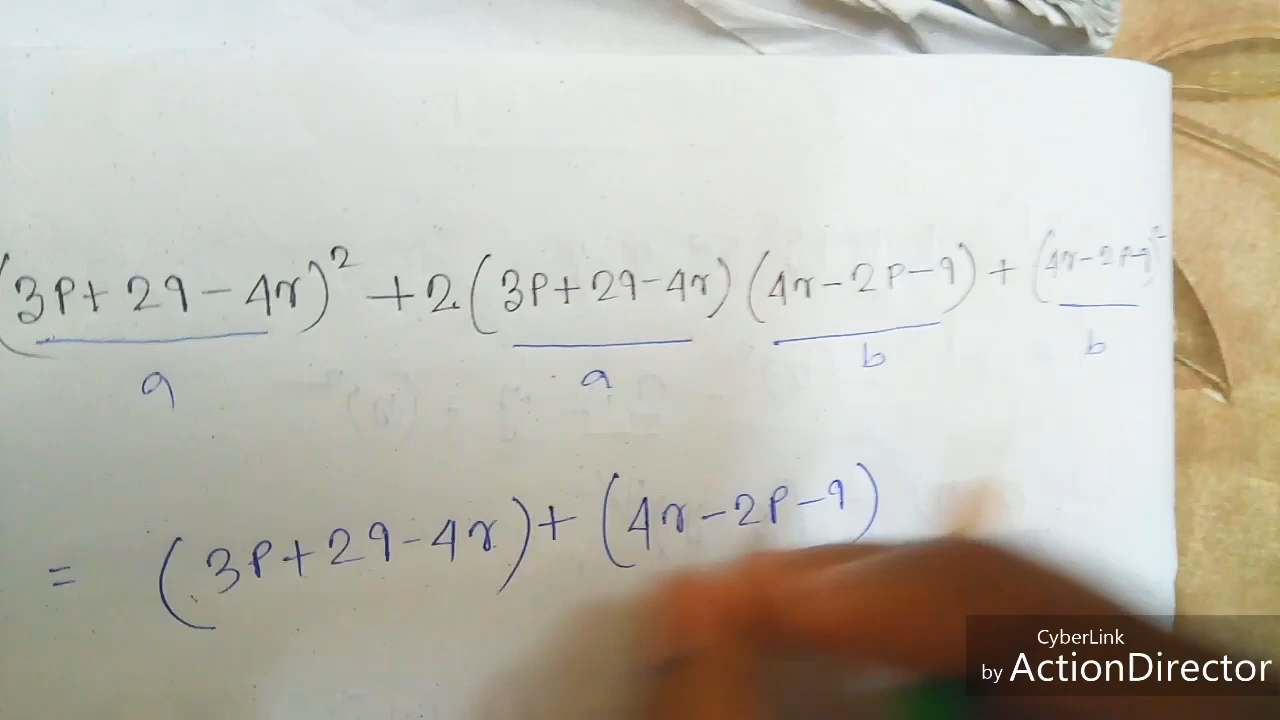 (3p+2q-4r)² +2(3p+2q-4r)(4r-2p-q)+(4r-2p-q)²
a a b b
= (3p+2q-4r)+(4r-2p-q)
CyberLink
by ActionDirector